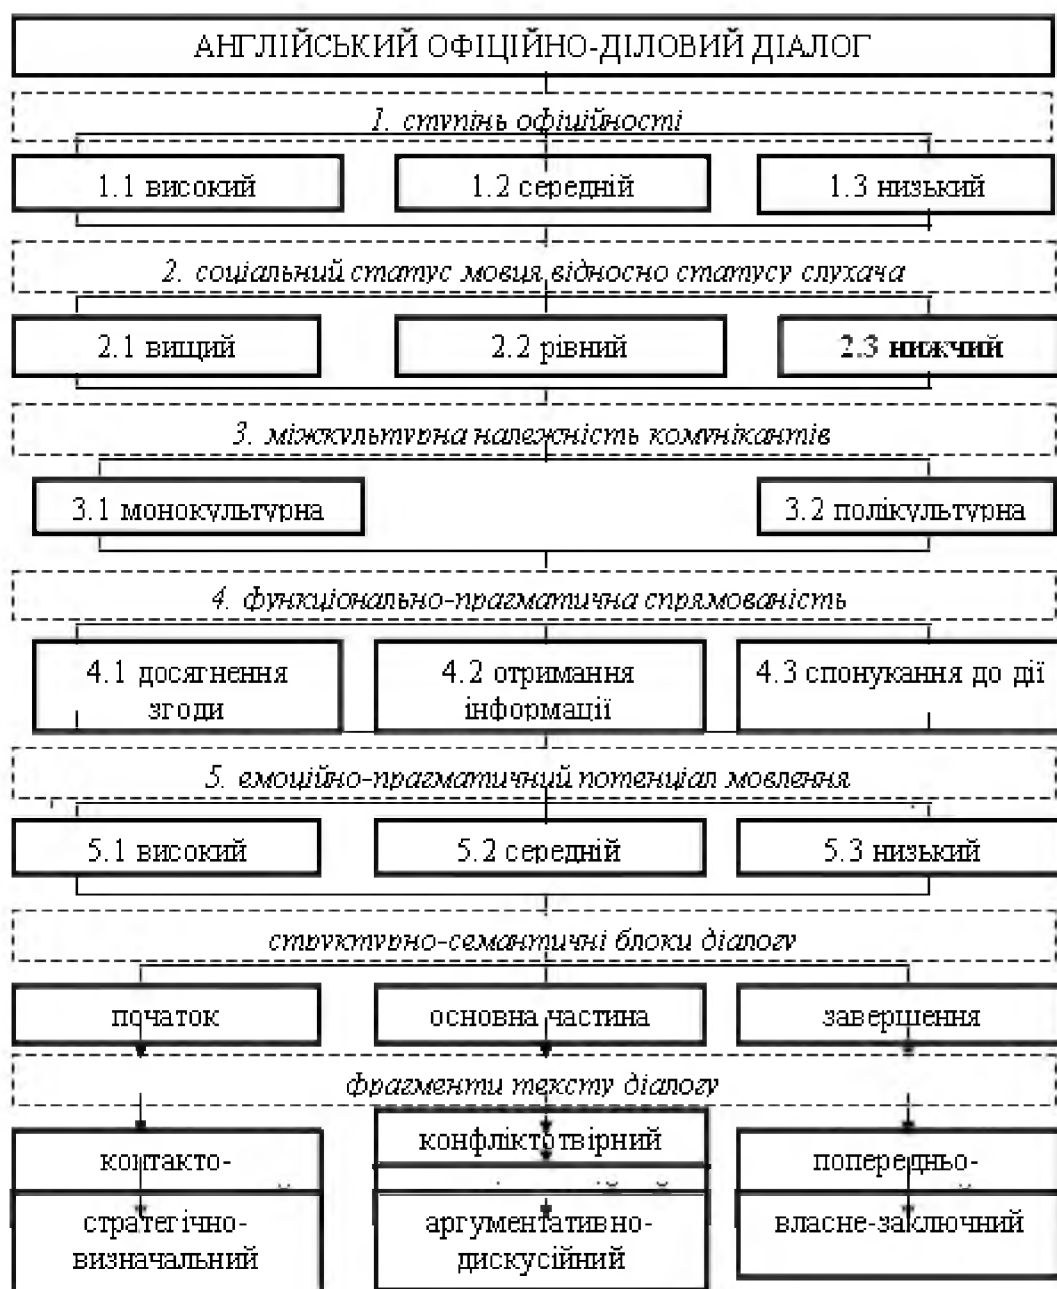 АНГЛІЙСЬКИЙ ОФІЦІЙНО-ДІЛОВИЙ ДІАЛОГ
1. ступінь офіційності
1.1 високий 1.2 середній 1.3 низький
2. соціальний статус мовця відносно статусу слухача
2.1 вищий 2.2 рівний 2.3 нижчий
3. міжкультурна належність комунікантів
3.1 монокультурна 3.2 полікультурна
4. функціонально-прагматична спрямованість
4.1 досягнення згоди
4.2 отримання інформації
4.3 спонукання до дії
5. емоційно-прагматичний потенціал мовлення
5.1 високий 5.2 середній 5.3 низький
структурно-семантичні блоки діалогу
початок основна частина завершення
фрагменти тексту діалогу
контакто- конфліктотвірний попередньо-
стратегічно-визначальний
аргументативно-дискусійний
власне-заключний